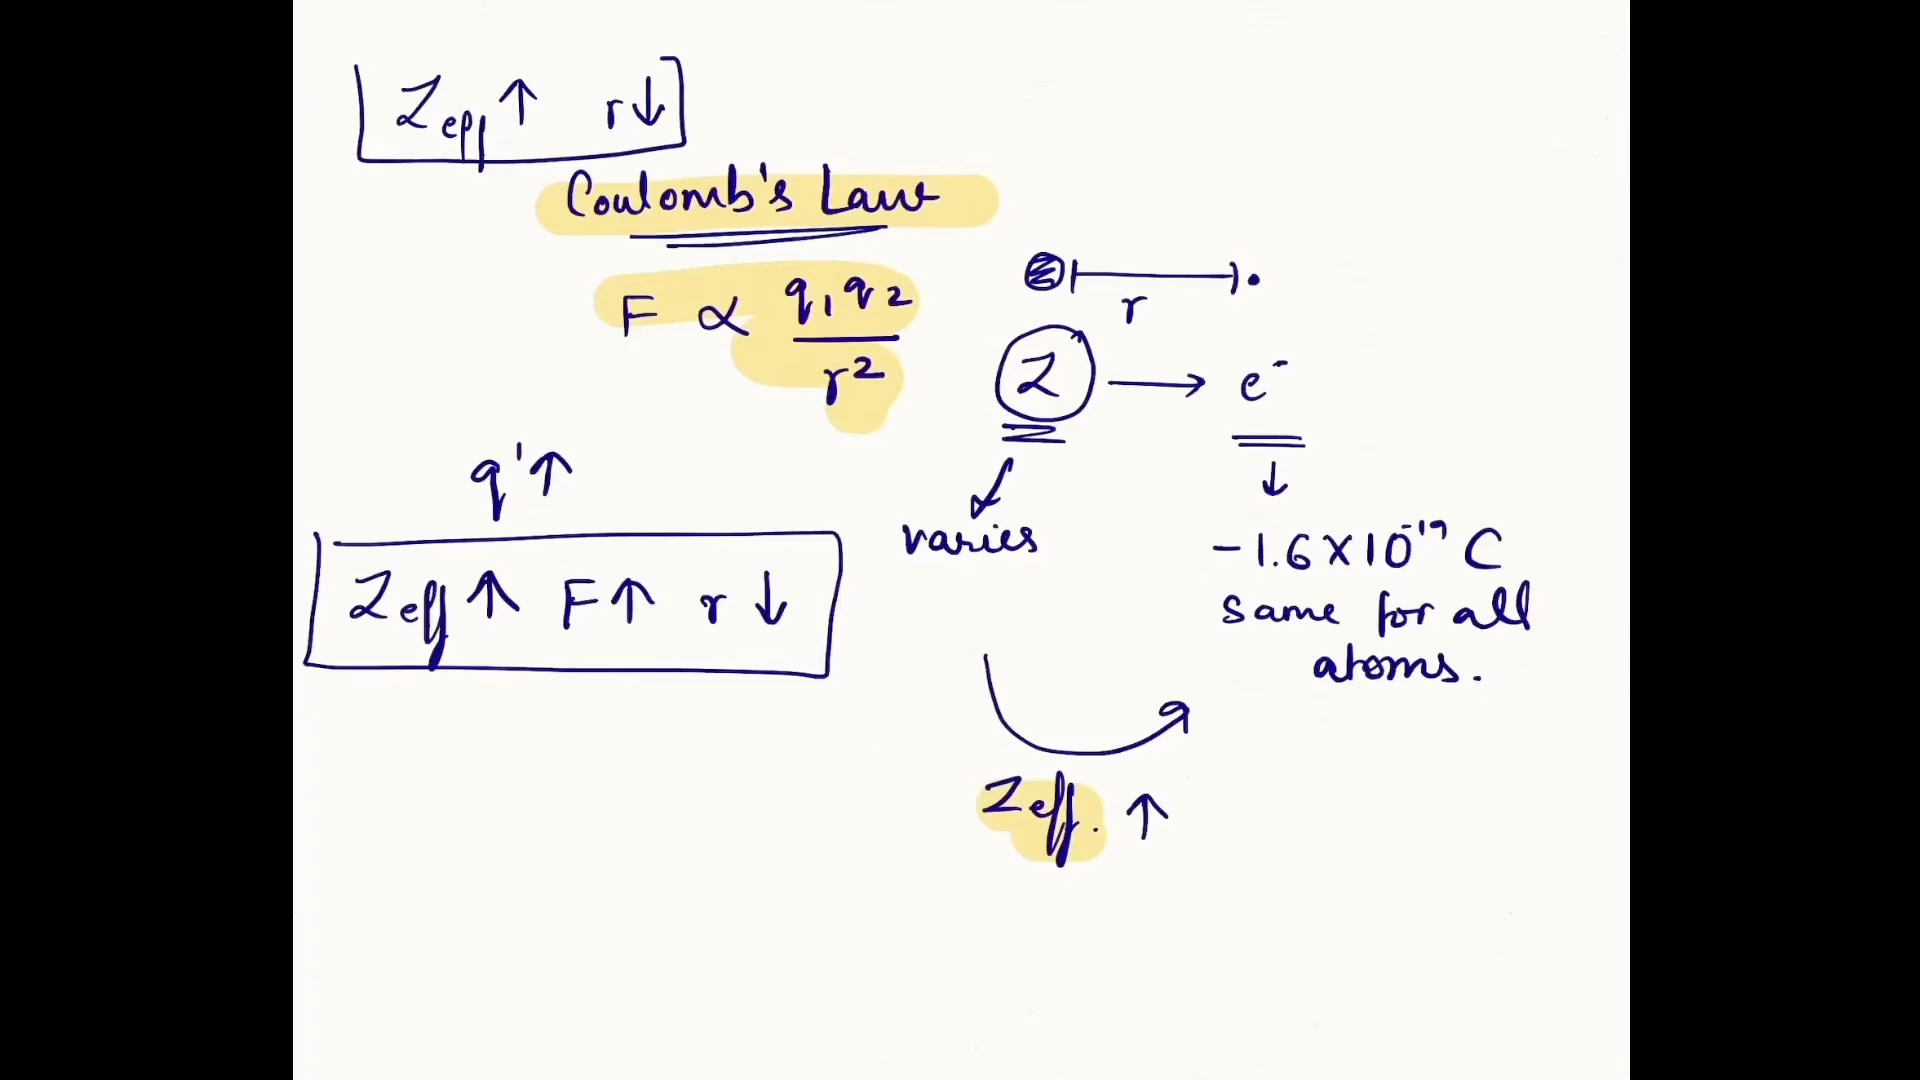 Zeff ↑ r↓
Coulomb's Law
F ∝ q₁q₂ / r²
r
Z → e⁻
q' ↑
varies
-1.6×10⁻¹⁹ C
same for all
atoms.
Zeff ↑ F↑ r ↓
Zeff. ↑